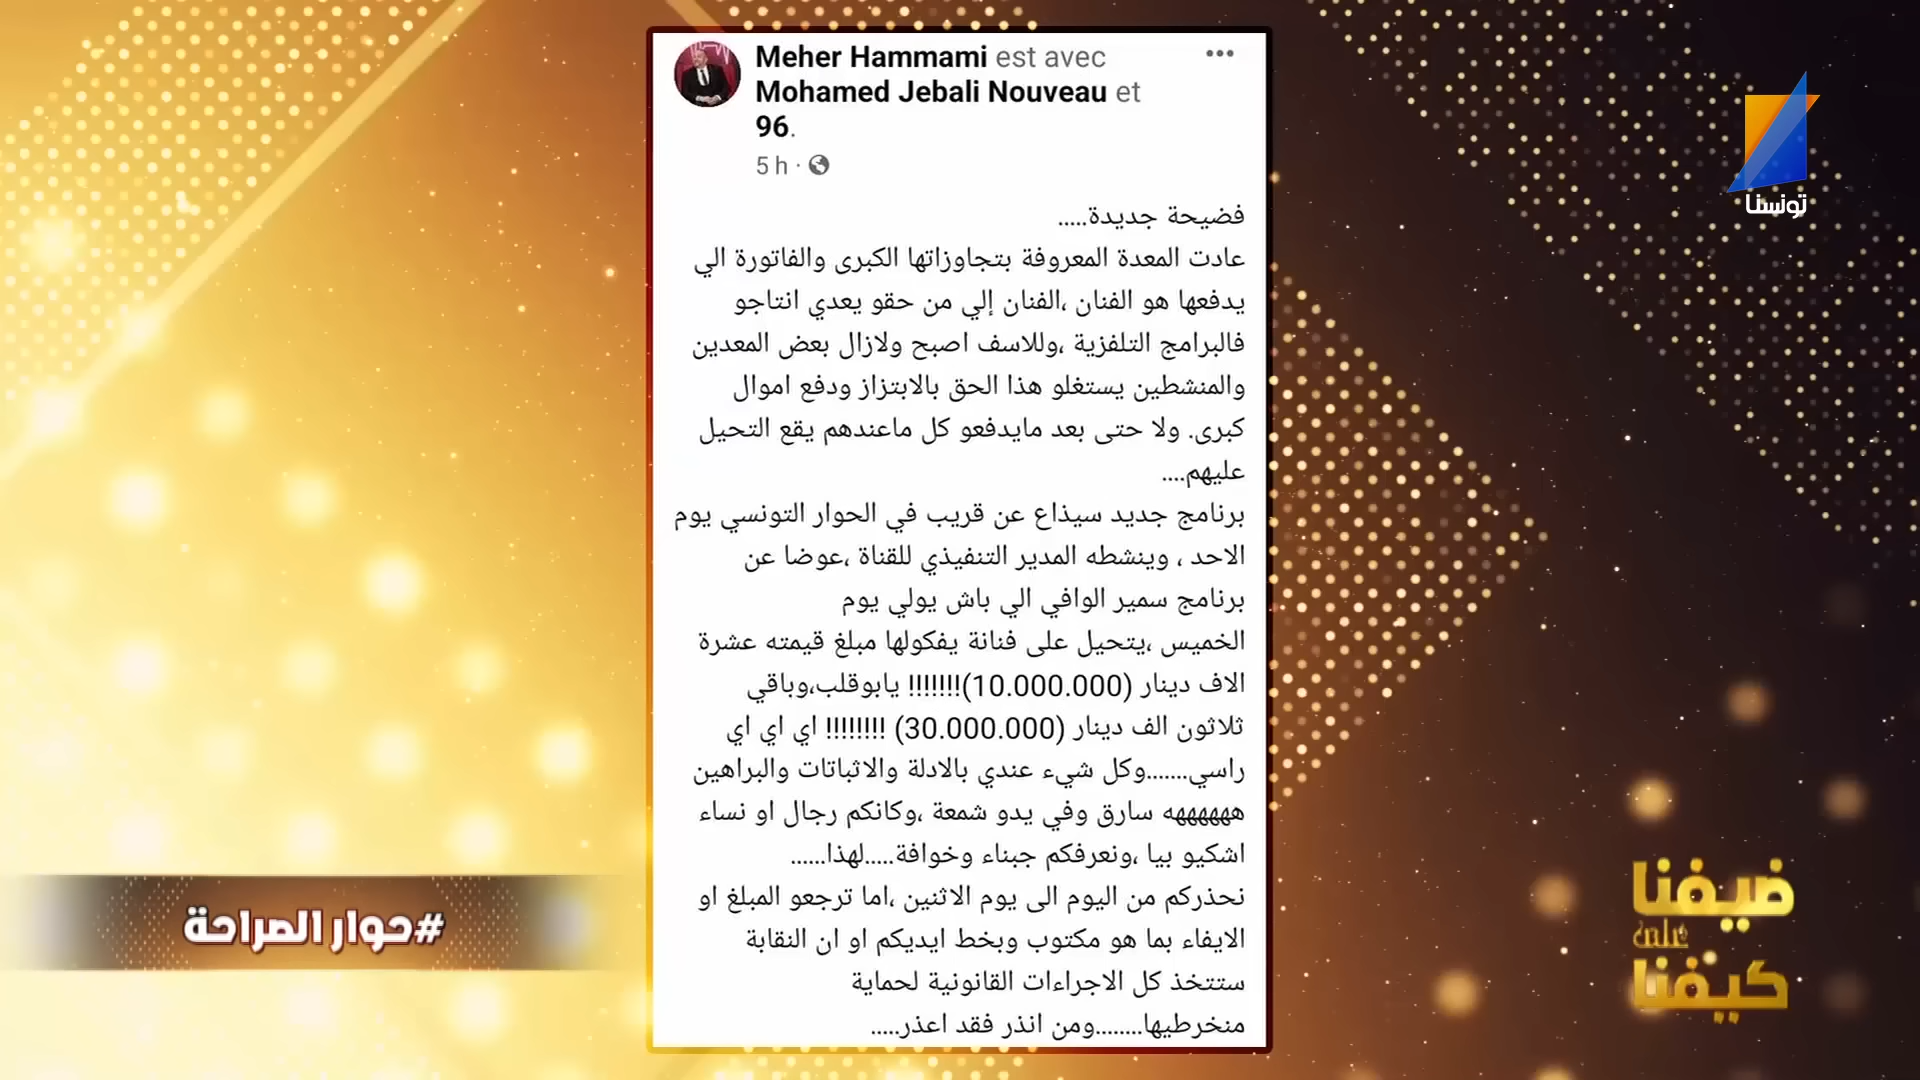 Meher Hammami est avec
Mohamed Jebali Nouveau et
96.
5 h ·
فضيحة جديدة.....
عادت المعدة المعروفة بتجاوزاتها الكبرى والفاتورة الي
يدفعها هو الفنان ،الفنان إلي من حقو يعدي انتاجو
فالبرامج التلفزية ،وللاسف اصبح ولازال بعض المعدين
والمنشطين يستغلو هذا الحق بالابتزاز ودفع اموال
كبرى. ولا حتى بعد مايدفعو كل ماعندهم يقع التحيل
عليهم....
برنامج جديد سيذاع عن قريب في الحوار التونسي يوم
الاحد ، وينشطه المدير التنفيذي للقناة ،عوضا عن
برنامج سمير الوافي الي باش يولي يوم
الخميس ،يتحيل على فنانة يفكولها مبلغ قيمته عشرة
الاف دينار (10.000.000)!!!!!!! يابوقلب،وباقي
ثلاثون الف دينار (30.000.000) !!!!!!!! اي اي اي
راسي.......وكل شيء عندي بالادلة والاثباتات والبراهين
ههههههه سارق وفي يدو شمعة ،وكانكم رجال او نساء
اشكيو بيا ،ونعرفكم جبناء وخوافة.....لهذا......
نحذركم من اليوم الى يوم الاثنين ،اما ترجعو المبلغ او
الايفاء بما هو مكتوب وبخط ايديكم او ان النقابة
ستتخذ كل الاجراءات القانونية لحماية
منخرطيها........ومن انذر فقد اعذر.....
تونسنا
#حوار الصراحة
ضيفنا
على
كيفنا